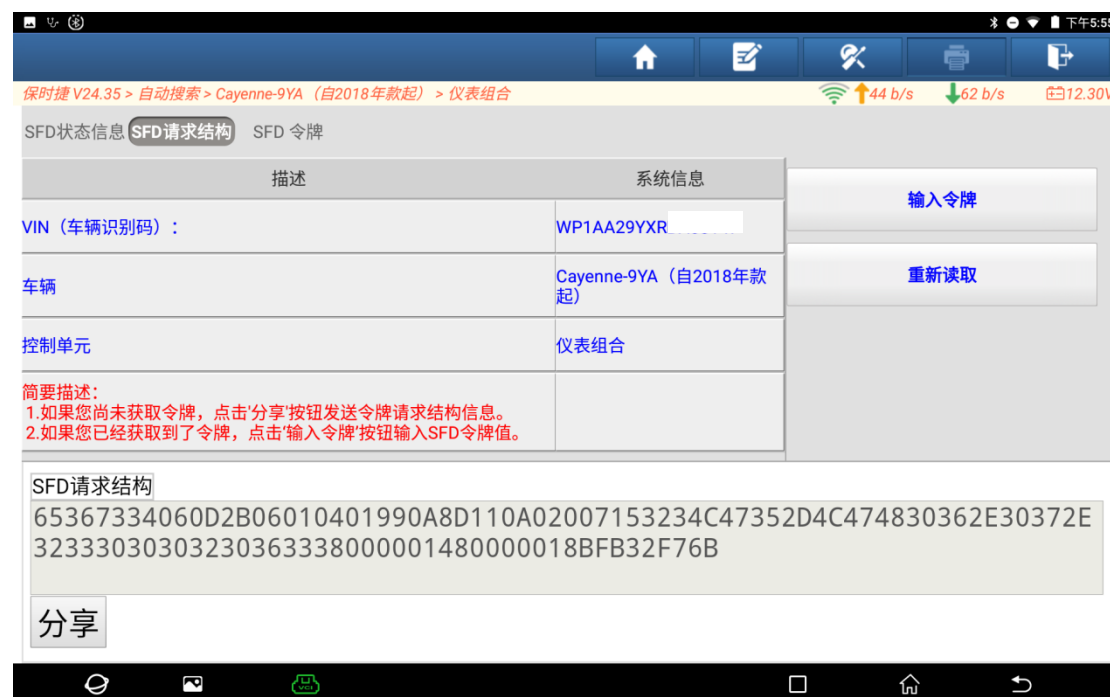 下午5:55
保时捷 V24.35 > 自动搜索 > Cayenne-9YA（自2018年款起） > 仪表组合
44 b/s 62 b/s 12.30V
SFD状态信息 SFD请求结构 SFD 令牌
描述 系统信息
输入令牌
VIN（车辆识别码）： WP1AA29YXR
重新读取
车辆 Cayenne-9YA（自2018年款
起）
控制单元 仪表组合
简要描述:
1.如果您尚未获取令牌，点击'分享'按钮发送令牌请求结构信息。
2.如果您已经获取到了令牌，点击'输入令牌'按钮输入SFD令牌值。
SFD请求结构
65367334060D2B06010401990A8D110A02007153234C47352D4C474830362E30372E
3233303030323036333800000148000001 8BFB32F76B
分享
VCI